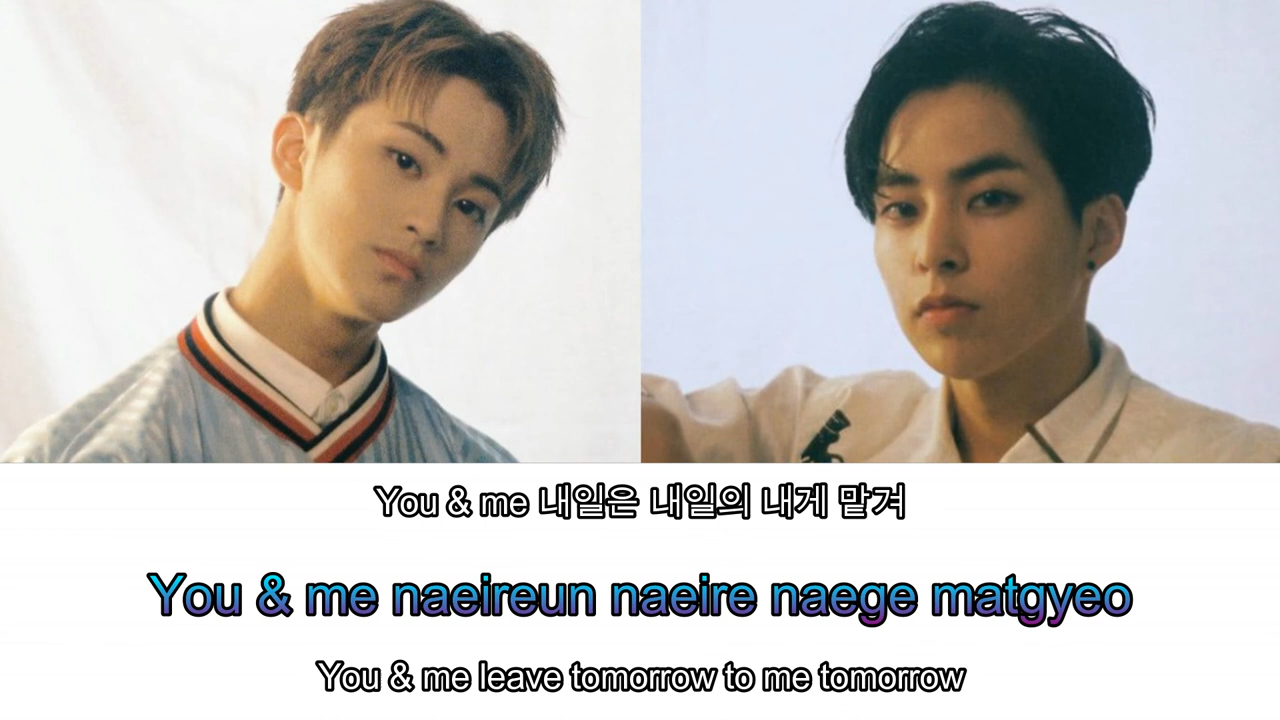 You & me 내일은 내일의 내게 맡겨
You & me naeireun naeire naege matgyeo
You & me leave tomorrow to me tomorrow